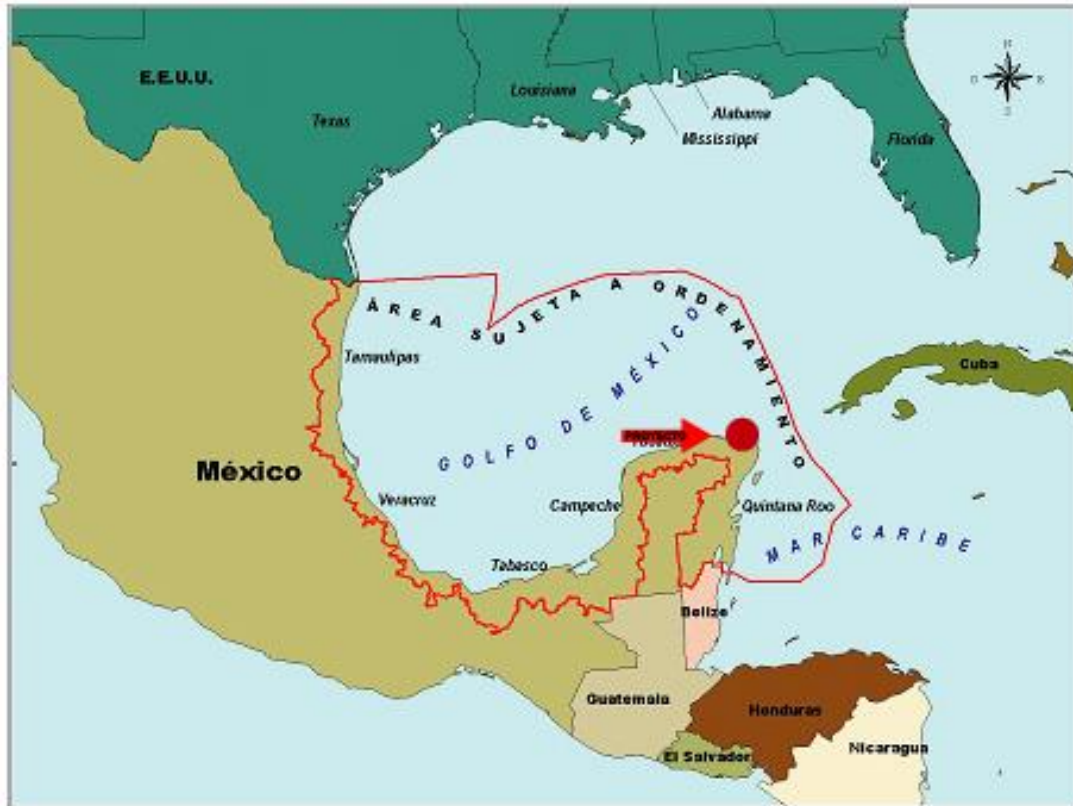 E.E.U.U.
Texas
Louisiana
Alabama
Mississippi
Florida
N
O
S
ÁREA SUJETA A ORDENAMIENTO
Tamaulipas
GOLFO DE MÉXICO
Cuba
PROYECTO
México
Veracruz
Campeche
Quintana Roo
MAR CARIBE
Tabasco
Belize
Guatemala
Honduras
Nicaragua
El Salvador